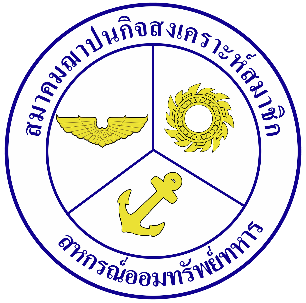 สมาคมฌาปนกิจสงเคราะห์สมาชิก
สหกรณ์ออมทรัพย์ทหาร